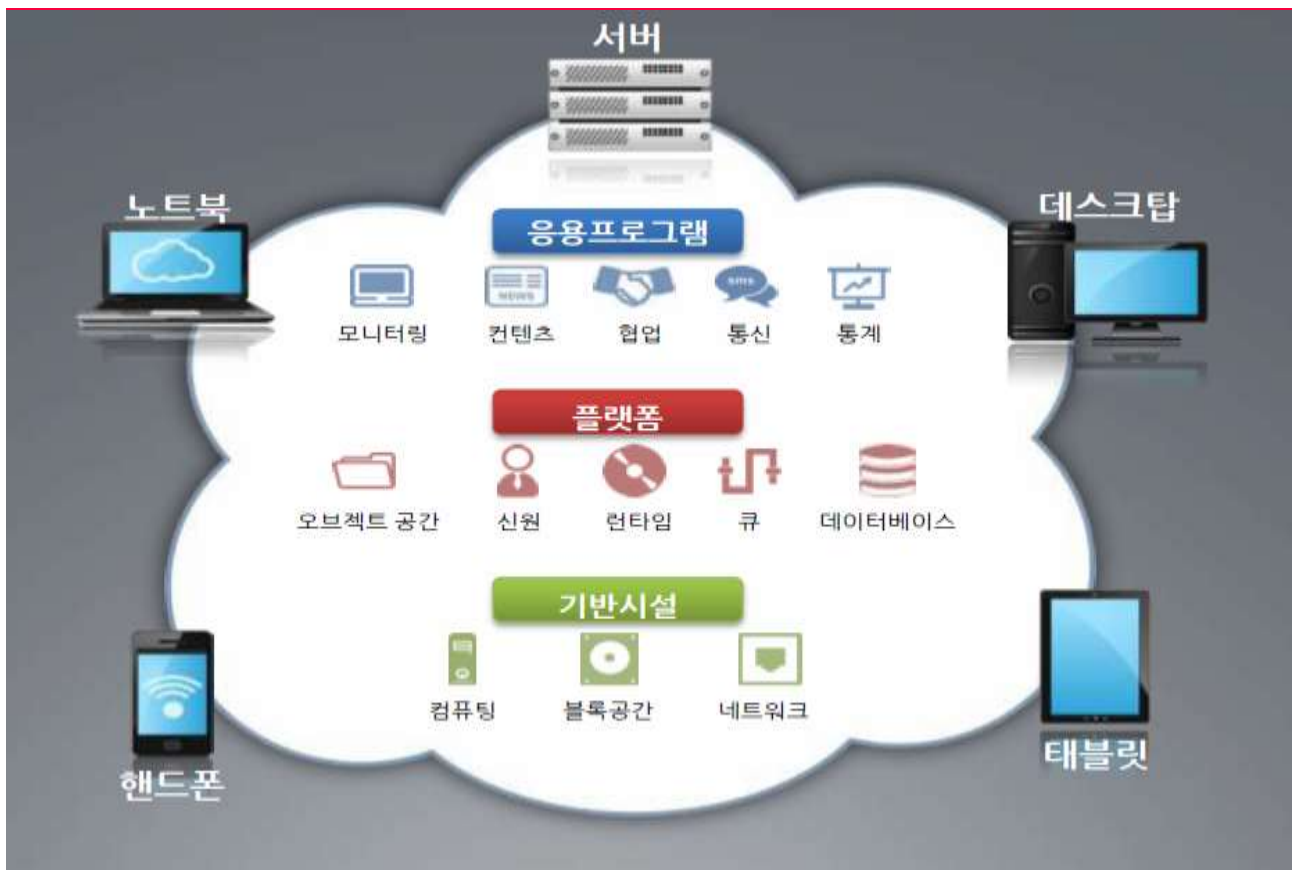 서버
노트북
데스크탑
응용프로그램
NEWS
sms
모니터링 컨텐츠 협업 통신 통계
플랫폼
오브젝트 공간 신원 런타임 큐 데이터베이스
기반시설
컴퓨팅 블록공간 네트워크
핸드폰
태블릿